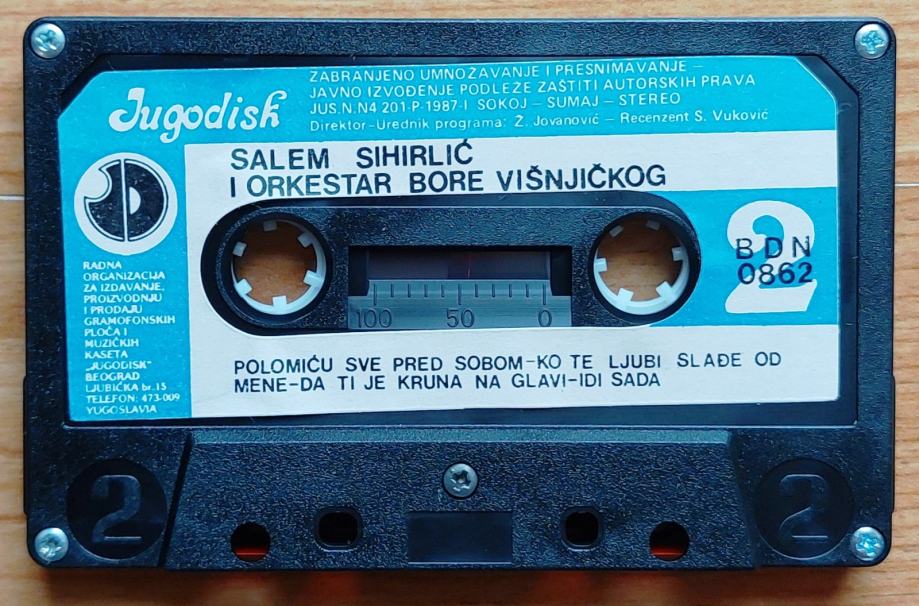 Jugodisk
ZABRANJENO UMNOŽAVANJE I PRESNIMAVANJE –
JAVNO IZVOĐENJE PODLEŽE ZAŠTITI AUTORSKIH PRAVA
JUS.N.N4 201-P-1987-I SOKOJ – SUMAJ – STEREO
Direktor-Urednik programa: Ž. Jovanović – Recenzent S. Vuković
SALEM SIHIRLIĆ
I ORKESTAR BORE VIŠNJIČKOG
2
BDN
0862
RADNA
ORGANIZACIJA
ZA IZDAVANJE,
PROIZVODNJU
I PRODAJU
GRAMOFONSKIH
PLOČA I
MUZIČKIH
KASETA
„JUGODISK"
BEOGRAD
LJUBIČKA br. 15
TELEFON: 473-009
YUGOSLAVIA
100 50 0
POLOMIĆU SVE PRED SOBOM-KO TE LJUBI SLAĐE OD
MENE-DA TI JE KRUNA NA GLAVI-IDI SADA
2 2